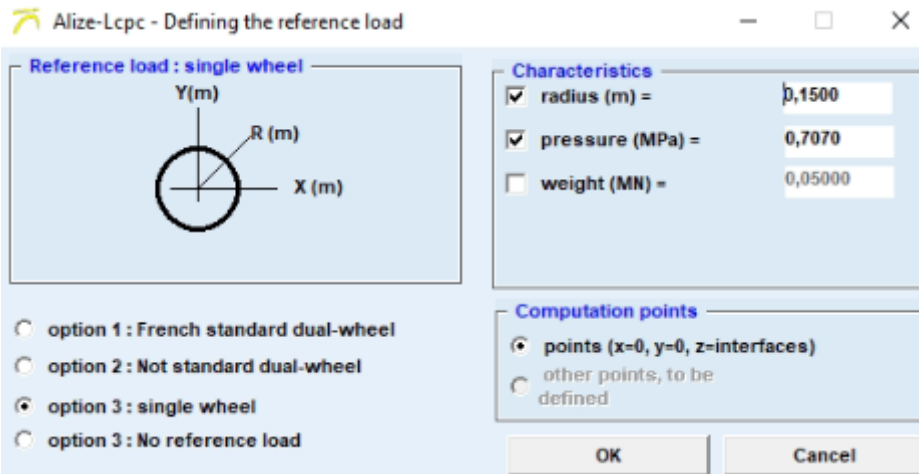 Alize-Lcpc - Defining the reference load
Reference load : single wheel
Y(m)
R (m)
X (m)
Characteristics
radius (m) = 0,1500
pressure (MPa) = 0,7070
weight (MN) = 0,05000
option 1 : French standard dual-wheel
option 2 : Not standard dual-wheel
option 3 : single wheel
option 3 : No reference load
Computation points
points (x=0, y=0, z=interfaces)
other points, to be
defined
OK
Cancel